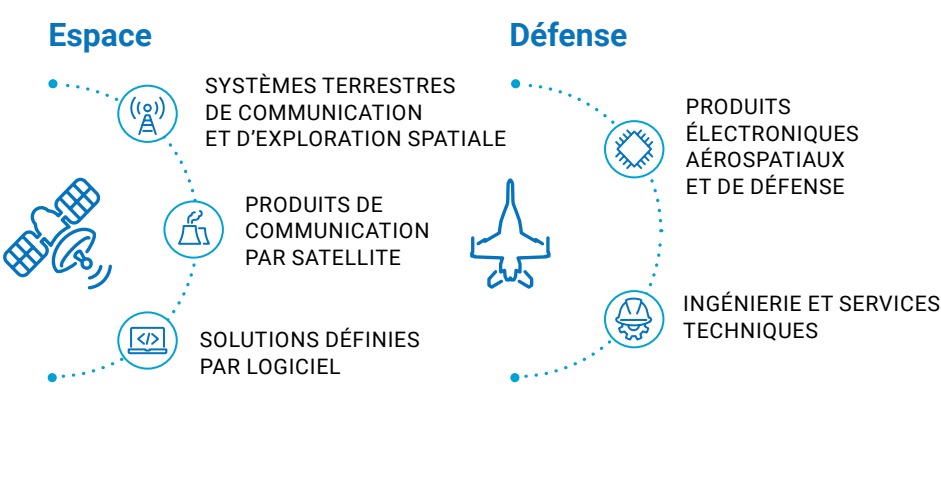 Espace
SYSTÈMES TERRESTRES
DE COMMUNICATION
ET D'EXPLORATION SPATIALE
PRODUITS DE
COMMUNICATION
PAR SATELLITE
</>
SOLUTIONS DÉFINIES
PAR LOGICIEL
Défense
PRODUITS
ÉLECTRONIQUES
AÉROSPATIAUX
ET DE DÉFENSE
INGÉNIERIE ET SERVICES
TECHNIQUES